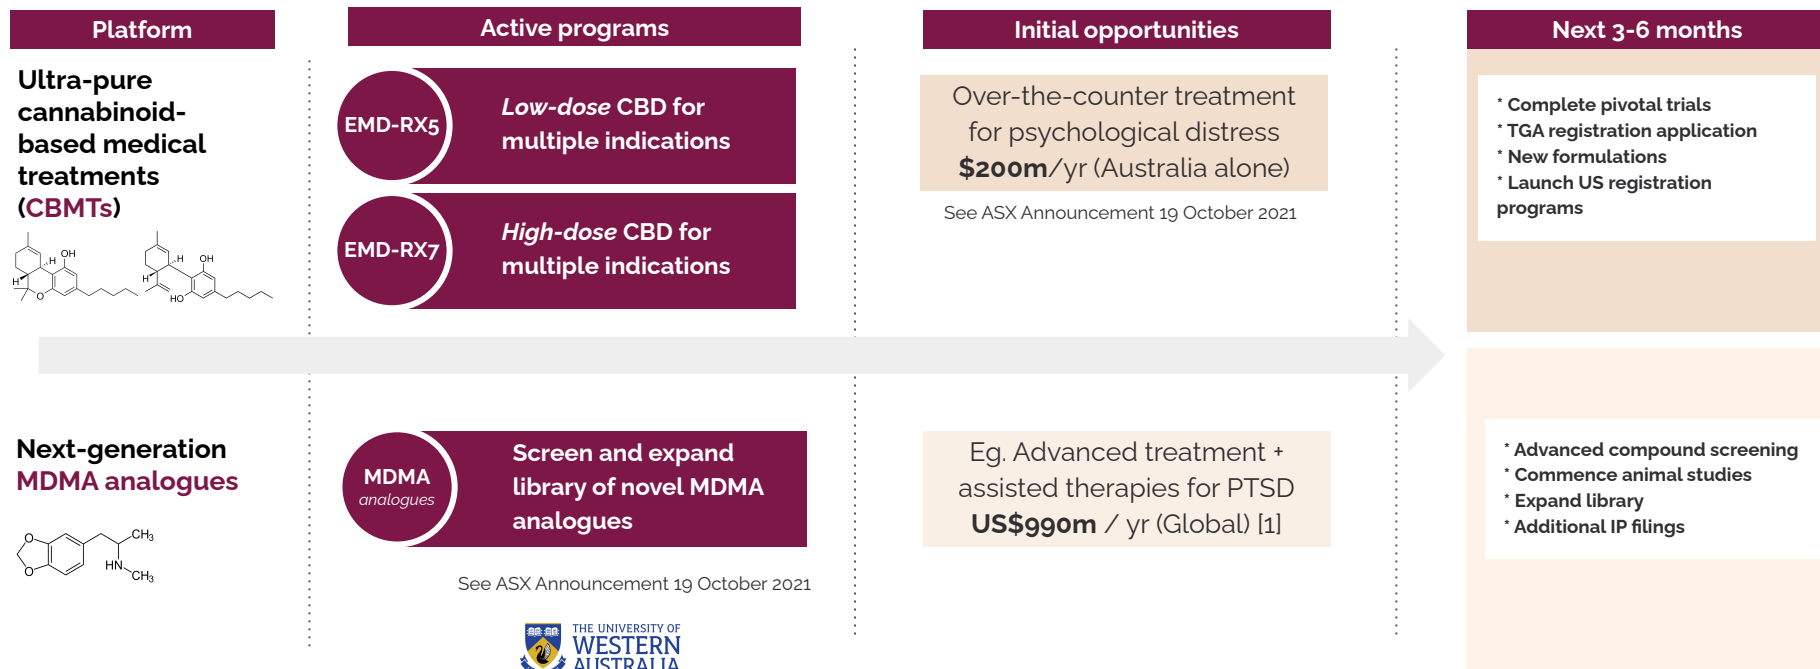 Platform
Active programs
Initial opportunities
Next 3-6 months
Ultra-pure
cannabinoid-
based medical
treatments
(CBMTs)
H
H
OH
O
H
H
OH
HO
EMD-RX5
Low-dose CBD for
multiple indications
EMD-RX7
High-dose CBD for
multiple indications
Over-the-counter treatment
for psychological distress
$200m/yr (Australia alone)
See ASX Announcement 19 October 2021
* Complete pivotal trials
* TGA registration application
* New formulations
* Launch US registration
programs
Next-generation
MDMA analogues
O
O
CH3
HN
CH3
MDMA
analogues
Screen and expand
library of novel MDMA
analogues
See ASX Announcement 19 October 2021
THE UNIVERSITY OF
WESTERN
AUSTRALIA
Eg. Advanced treatment +
assisted therapies for PTSD
US$990m / yr (Global) [1]
* Advanced compound screening
* Commence animal studies
* Expand library
* Additional IP filings